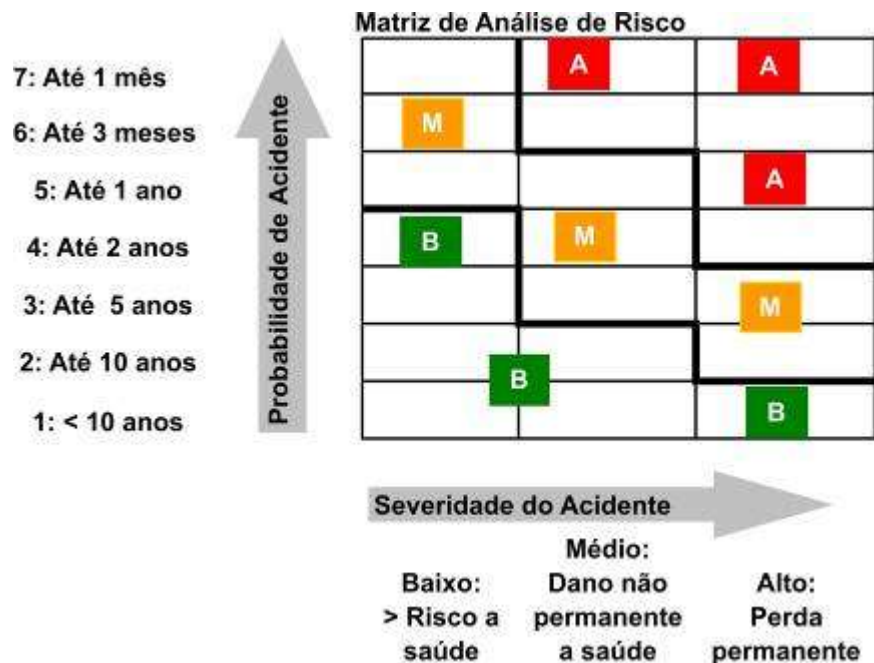 Matriz de Análise de Risco
7: Até 1 mês
6: Até 3 meses
5: Até 1 ano
4: Até 2 anos
3: Até 5 anos
2: Até 10 anos
1: < 10 anos
Probabilidade de Acidente
A A
M
A
B M
M
B
B
Severidade do Acidente
Baixo:
> Risco a
saúde
Médio:
Dano não
permanente
a saúde
Alto:
Perda
permanente